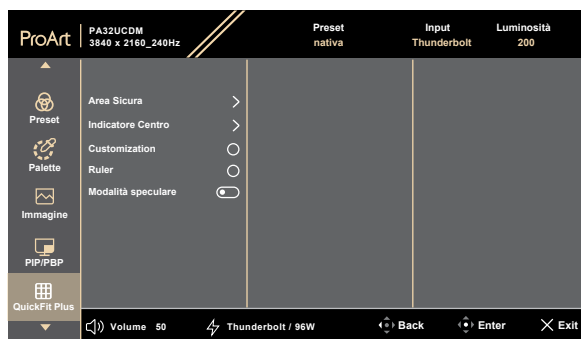 ProArt
PA32UCDM
3840 x 2160_240Hz
Preset
nativa
Input
Thunderbolt
Luminosità
200
Preset
Palette
Immagine
PIP/PBP
QuickFit Plus
Area Sicura
Indicatore Centro
Customization
Ruler
Modalità speculare
Volume 50
Thunderbolt / 96W
Back
Enter
Exit